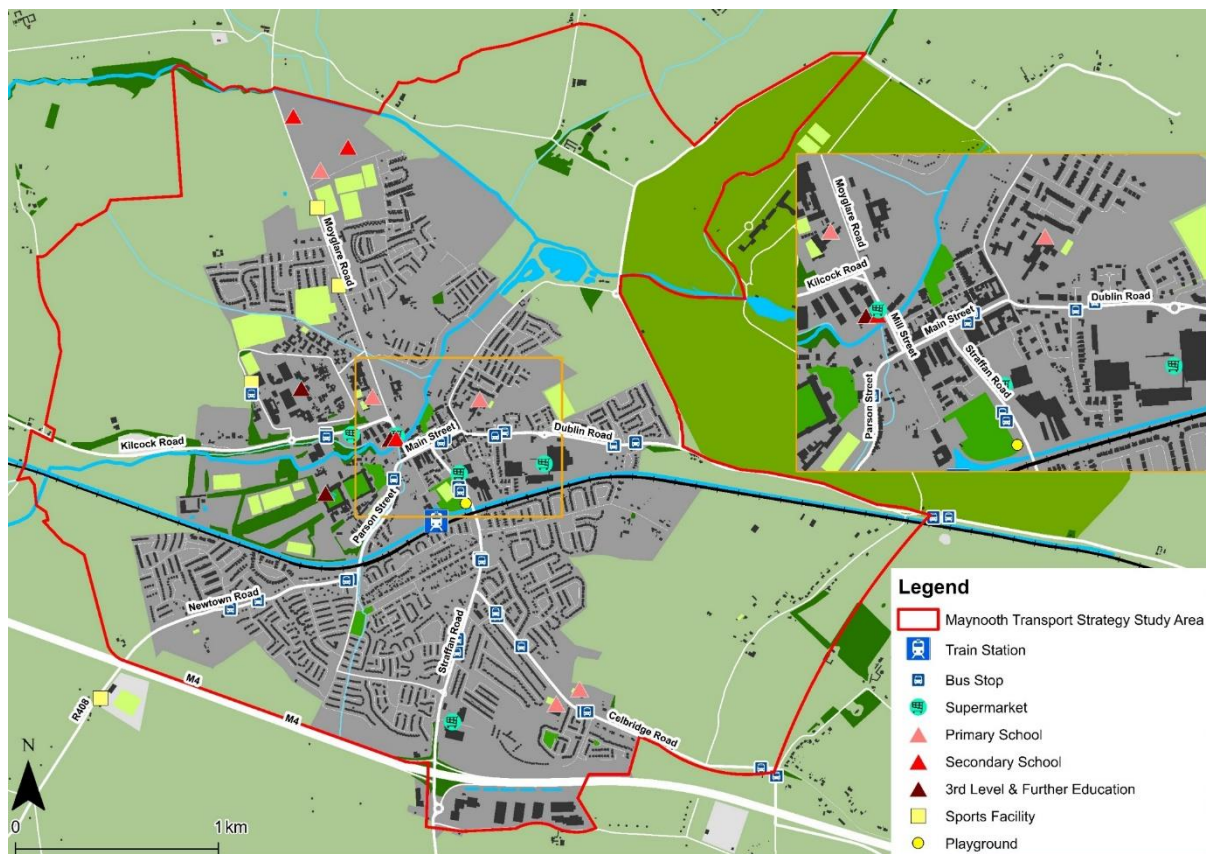 Moyglare Road
Kilcock Road
Main Street
Dublin Road
Parson Street
Newtown Road
Straffan Road
Celbridge Road
M4
M4
R408
Moyglare Road
Kilcock Road
Mill Street
Main Street
Dublin Road
Straffan Road
Parson Street
N
0
1 km
Legend
Maynooth Transport Strategy Study Area
Train Station
Bus Stop
Supermarket
Primary School
Secondary School
3rd Level & Further Education
Sports Facility
Playground